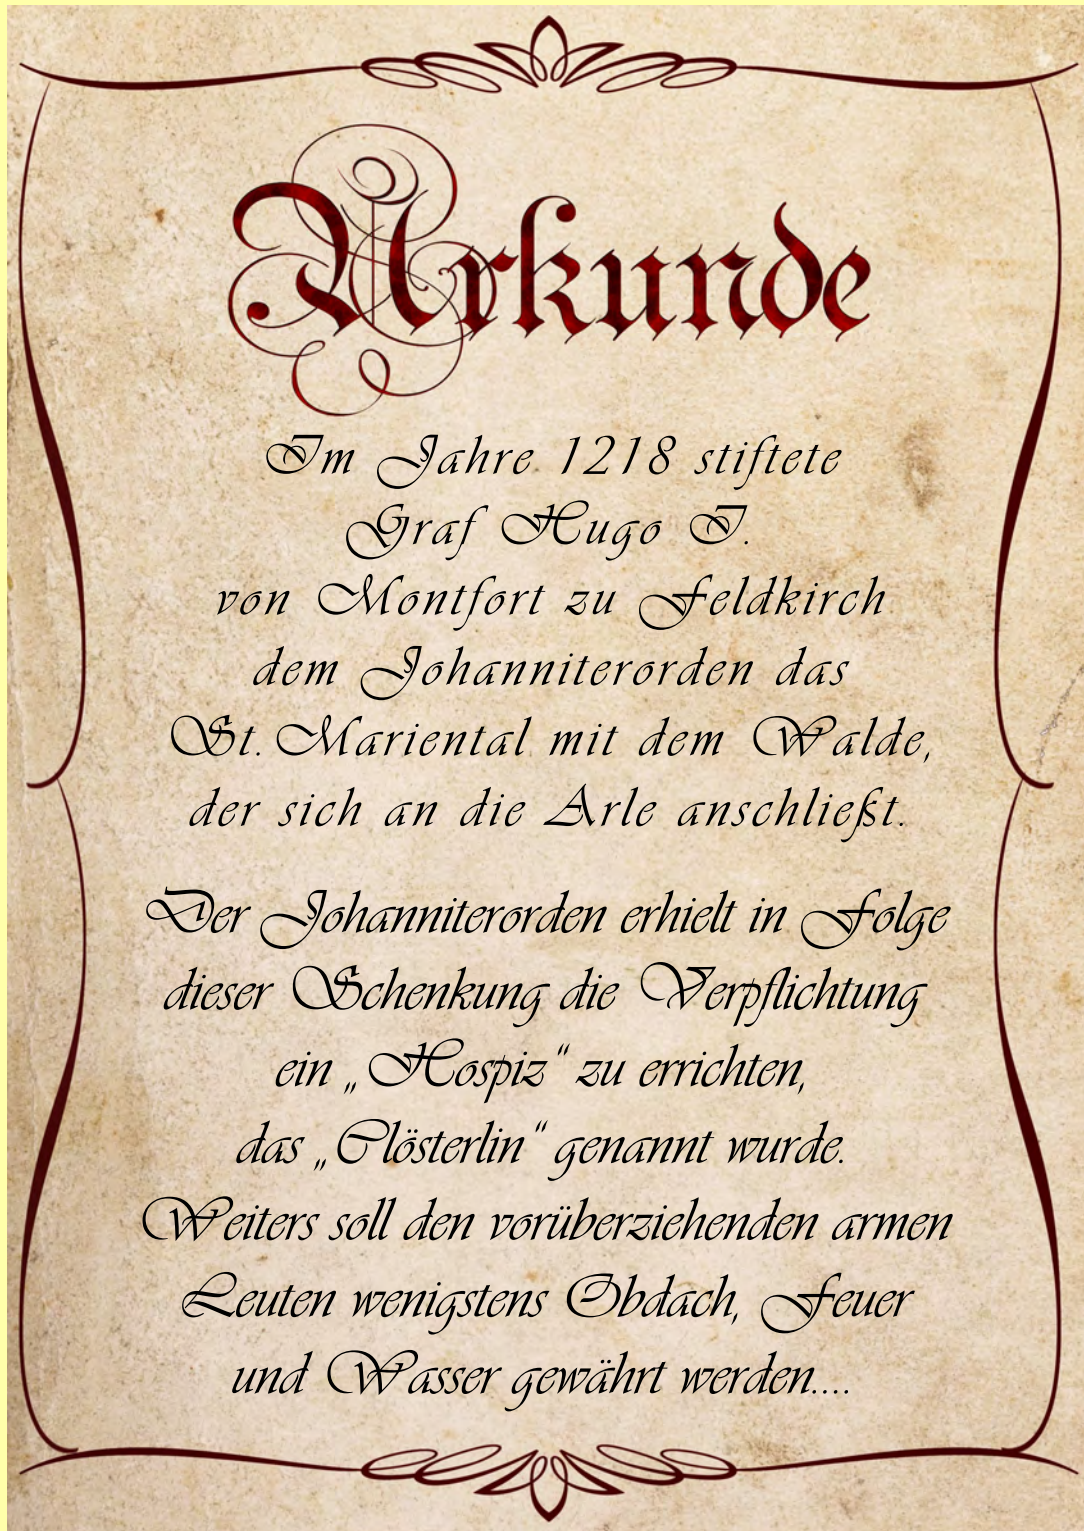 Urkunde
Im Jahre 1218 stiftete
Graf Hugo I.
von Montfort zu Feldkirch
dem Johanniterorden das
St. Mariental mit dem Walde,
der sich an die Arle anschließt.
Der Johanniterorden erhielt in Folge
dieser Schenkung die Verpflichtung
ein „Hospiz“ zu errichten,
das „Clösterlin“ genannt wurde.
Weiters soll den vorüberziehenden armen
Leuten wenigstens Obdach, Feuer
und Wasser gewährt werden....